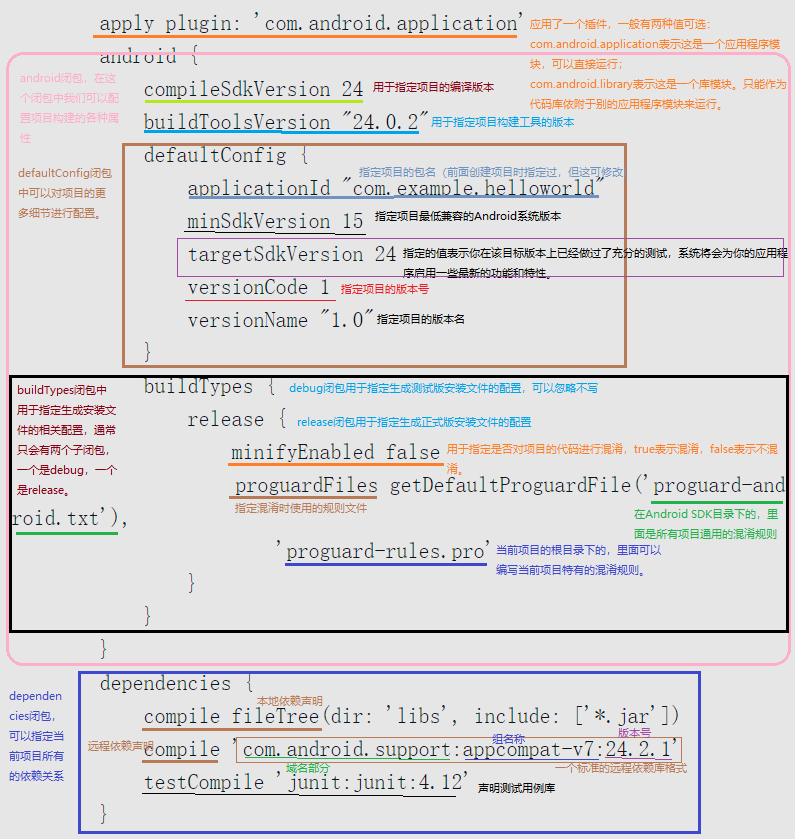 apply plugin: 'com.android.application'
应用了一个插件，一般有两种值可选：
com.android.application表示这是一个应用程序模
块，可以直接运行；
com.android.library表示这是一个库模块。只能作为
代码库依附于别的应用程序模块来运行。
android {
android闭包，在这
个闭包中我们可以配
置项目构建的各种属
性
compileSdkVersion 24 用于指定项目的编译版本
buildToolsVersion "24.0.2" 用于指定项目构建工具的版本
defaultConfig {
defaultConfig闭包
中可以对项目的更
多细节进行配置。
指定项目的包名（前面创建项目时指定过，但这可修改
applicationId "com.example.helloworld"
minSdkVersion 15 指定项目最低兼容的Android系统版本
targetSdkVersion 24 指定的值表示你在该目标版本上已经做过了充分的测试，系统将会为你的应用程
序启用一些最新的功能和特性。
versionCode 1 指定项目的版本号
versionName "1.0" 指定项目的版本名
}
buildTypes { debug闭包用于指定生成测试版安装文件的配置，可以忽略不写
buildTypes闭包中
用于指定生成安装文
件的相关配置，通常
只会有两个子闭包，
一个是debug，一个
是release。
release { release闭包用于指定生成正式版安装文件的配置
minifyEnabled false 用于指定是否对项目的代码进行混淆，true表示混淆，false表示不混
淆。
proguardFiles getDefaultProguardFile('proguard-and
指定混淆时使用的规则文件
roid.txt'),
在Android SDK目录下的，里
面是所有项目通用的混淆规则
'proguard-rules.pro' 当前项目的根目录下的，里面可以
编写当前项目特有的混淆规则。
}
}
}
dependencies {
dependen
cies闭包，
可以指定当
前项目所有
的依赖关系
本地依赖声明
compile fileTree(dir: 'libs', include: ['*.jar'])
组名称
版本号
远程依赖声明
compile 'com.android.support:appcompat-v7:24.2.1'
域名部分
一个标准的远程依赖库格式
testCompile 'junit:junit:4.12' 声明测试用例库
}